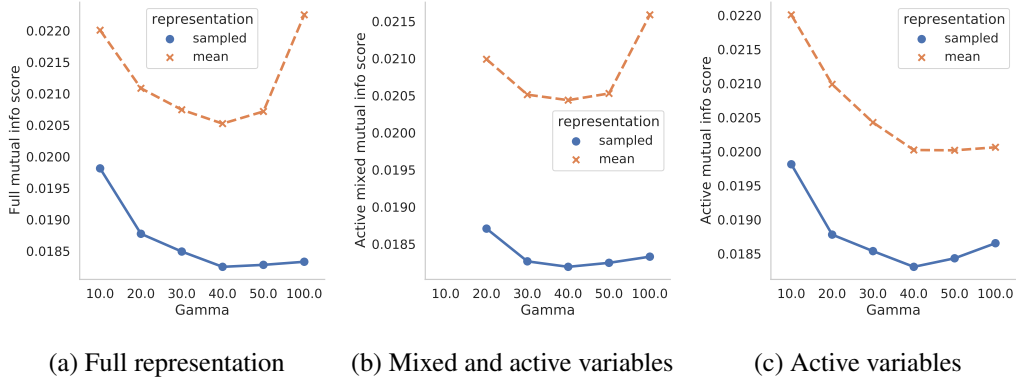 Full mutual info score
0.0220
0.0215
0.0210
0.0205
0.0200
0.0195
0.0190
0.0185
representation
sampled
mean
10.0 20.0 30.0 40.0 50.0 100.0
Gamma
(a) Full representation
Active mixed mutual info score
0.0215
0.0210
0.0205
0.0200
0.0195
0.0190
0.0185
representation
sampled
mean
10.0 20.0 30.0 40.0 50.0 100.0
Gamma
(b) Mixed and active variables
Active mutual info score
0.0220
0.0215
0.0210
0.0205
0.0200
0.0195
0.0190
0.0185
representation
sampled
mean
10.0 20.0 30.0 40.0 50.0 100.0
Gamma
(c) Active variables